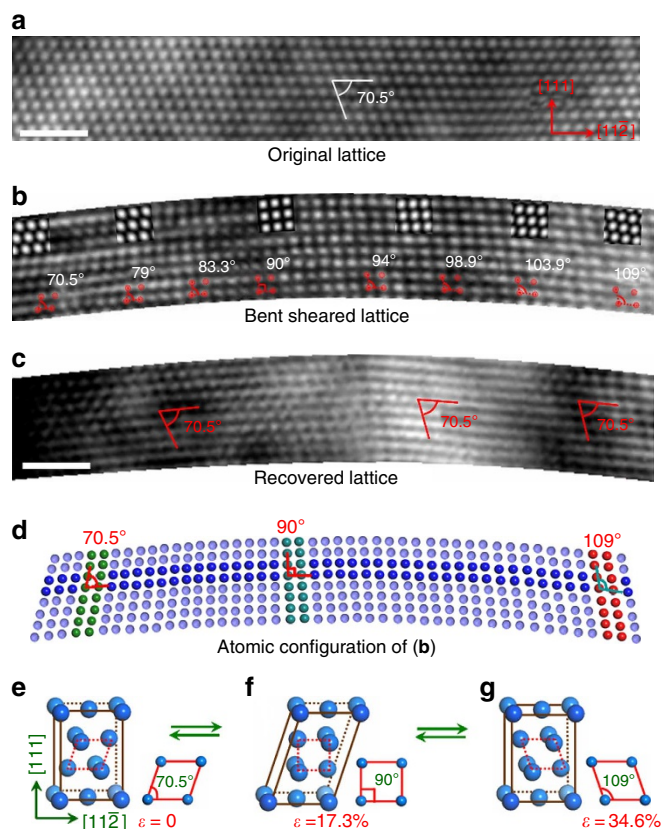 a
70.5°
[111]
[112̄]
Original lattice
b
70.5°
79°
83.3°
90°
94°
98.9°
103.9°
109°
Bent sheared lattice
c
70.5°
70.5°
70.5°
Recovered lattice
d
70.5°
90°
109°
Atomic configuration of (b)
e
f
g
[111]
[112̄]
70.5°
90°
109°
ε = 0
ε =17.3%
ε = 34.6%